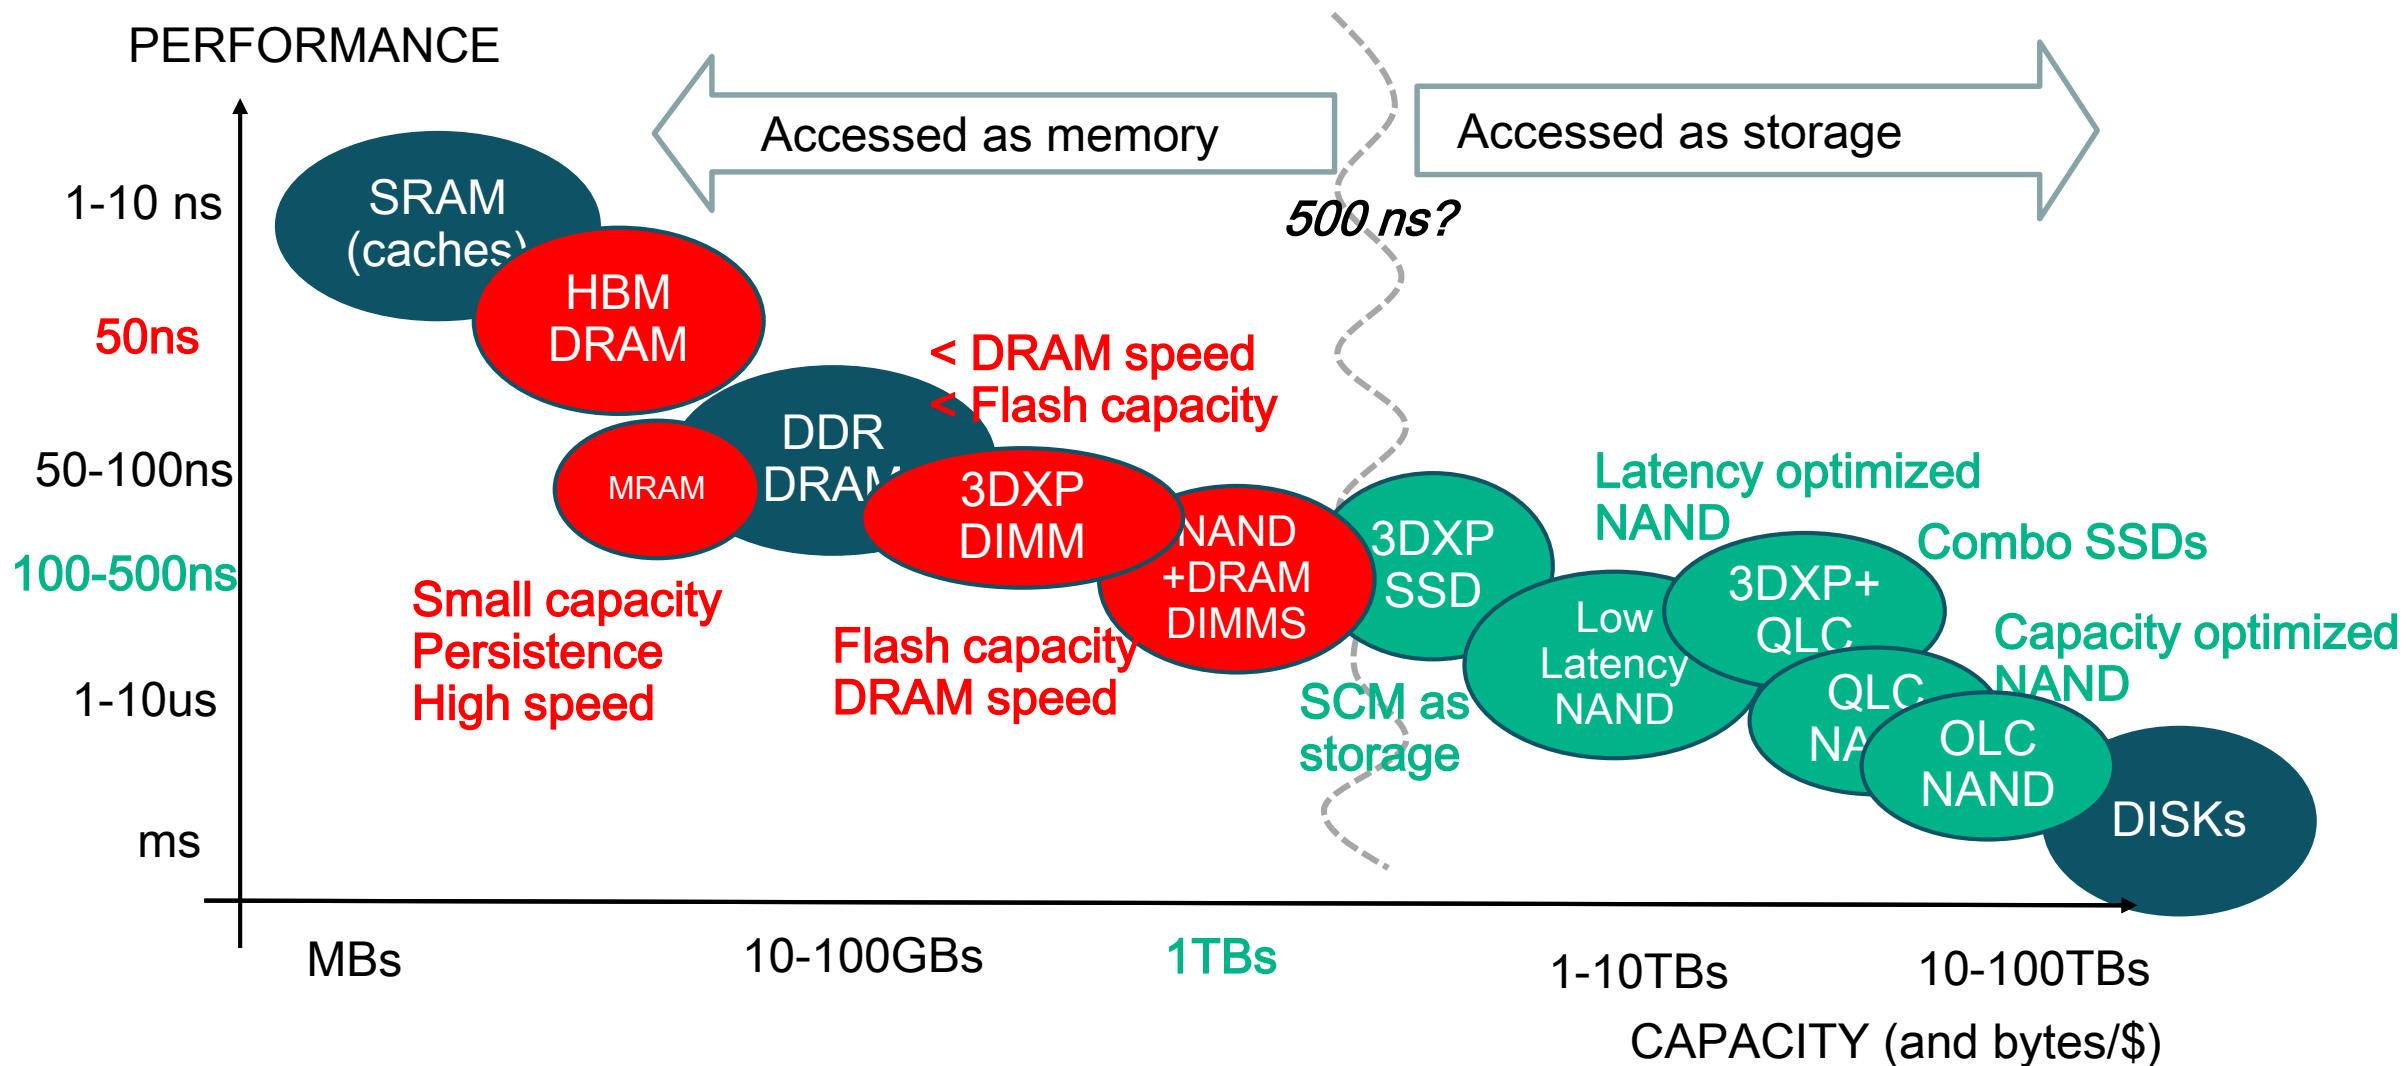 PERFORMANCE
Accessed as memory
Accessed as storage
500 ns?
1-10 ns
50ns
50-100ns
100-500ns
1-10us
ms
SRAM
(caches)
HBM
DRAM
< DRAM speed
< Flash capacity
DDR
DRAM
MRAM
3DXP
DIMM
NAND
+DRAM
DIMMS
3DXP
SSD
Latency optimized
NAND
Combo SSDs
Low
Latency
NAND
3DXP+
QLC
Capacity optimized
NAND
QLC
NA
OLC
NAND
DISKs
Small capacity
Persistence
High speed
Flash capacity
DRAM speed
SCM as
storage
MBs
10-100GBs
1TBs
1-10TBs
10-100TBs
CAPACITY (and bytes/$)